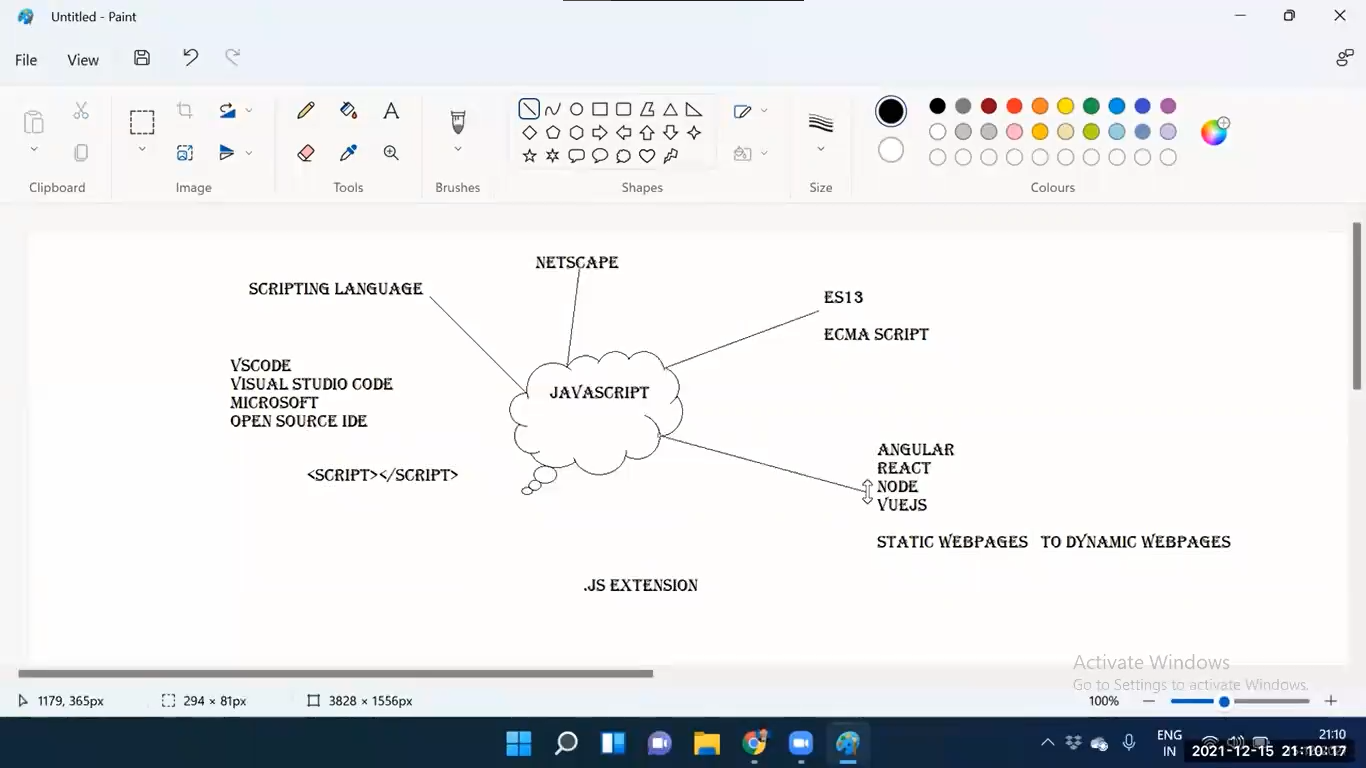 Untitled - Paint
File View
Clipboard Image Tools Brushes Shapes Size Colours
NETSCAPE
SCRIPTING LANGUAGE
ES13
ECMA SCRIPT
VSCODE
VISUAL STUDIO CODE
MICROSOFT
OPEN SOURCE IDE
JAVASCRIPT
<SCRIPT></SCRIPT>
ANGULAR
REACT
NODE
VUEJS
STATIC WEBPAGES TO DYNAMIC WEBPAGES
.JS EXTENSION
Activate Windows
Go to Settings to activate Windows.
1179, 365px 294 × 81px 3828 × 1556px 100%
ENG
IN
21:10
2021-12-15 21:10:17